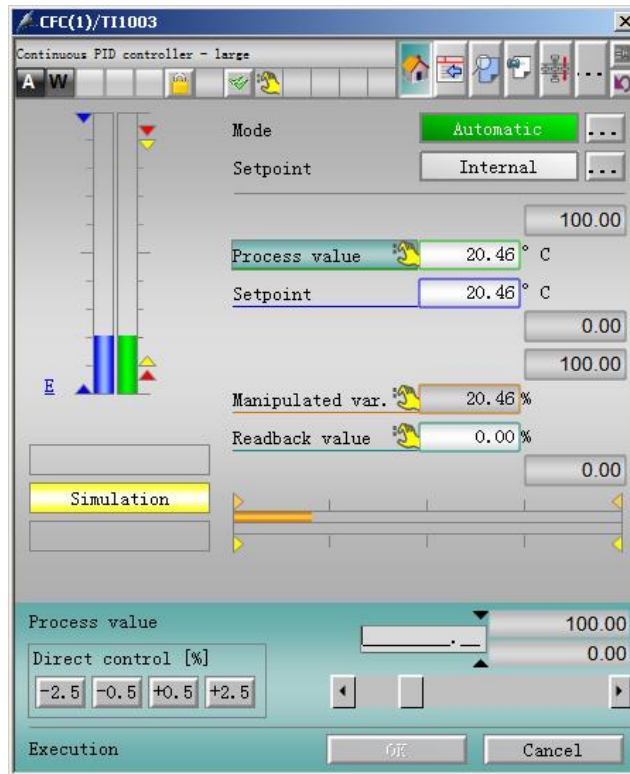 CFC(1)/TI1003
Continuous PID controller - large
A W
...
Mode Automatic ...
Setpoint Internal ...
100.00
Process value 20.46 ° C
Setpoint 20.46 ° C
0.00
100.00
E
Manipulated var. 20.46 %
Readback value 0.00 %
0.00
Simulation
Process value 100.00
_______.__
0.00
Direct control [%]
-2.5 -0.5 +0.5 +2.5
Execution OK Cancel